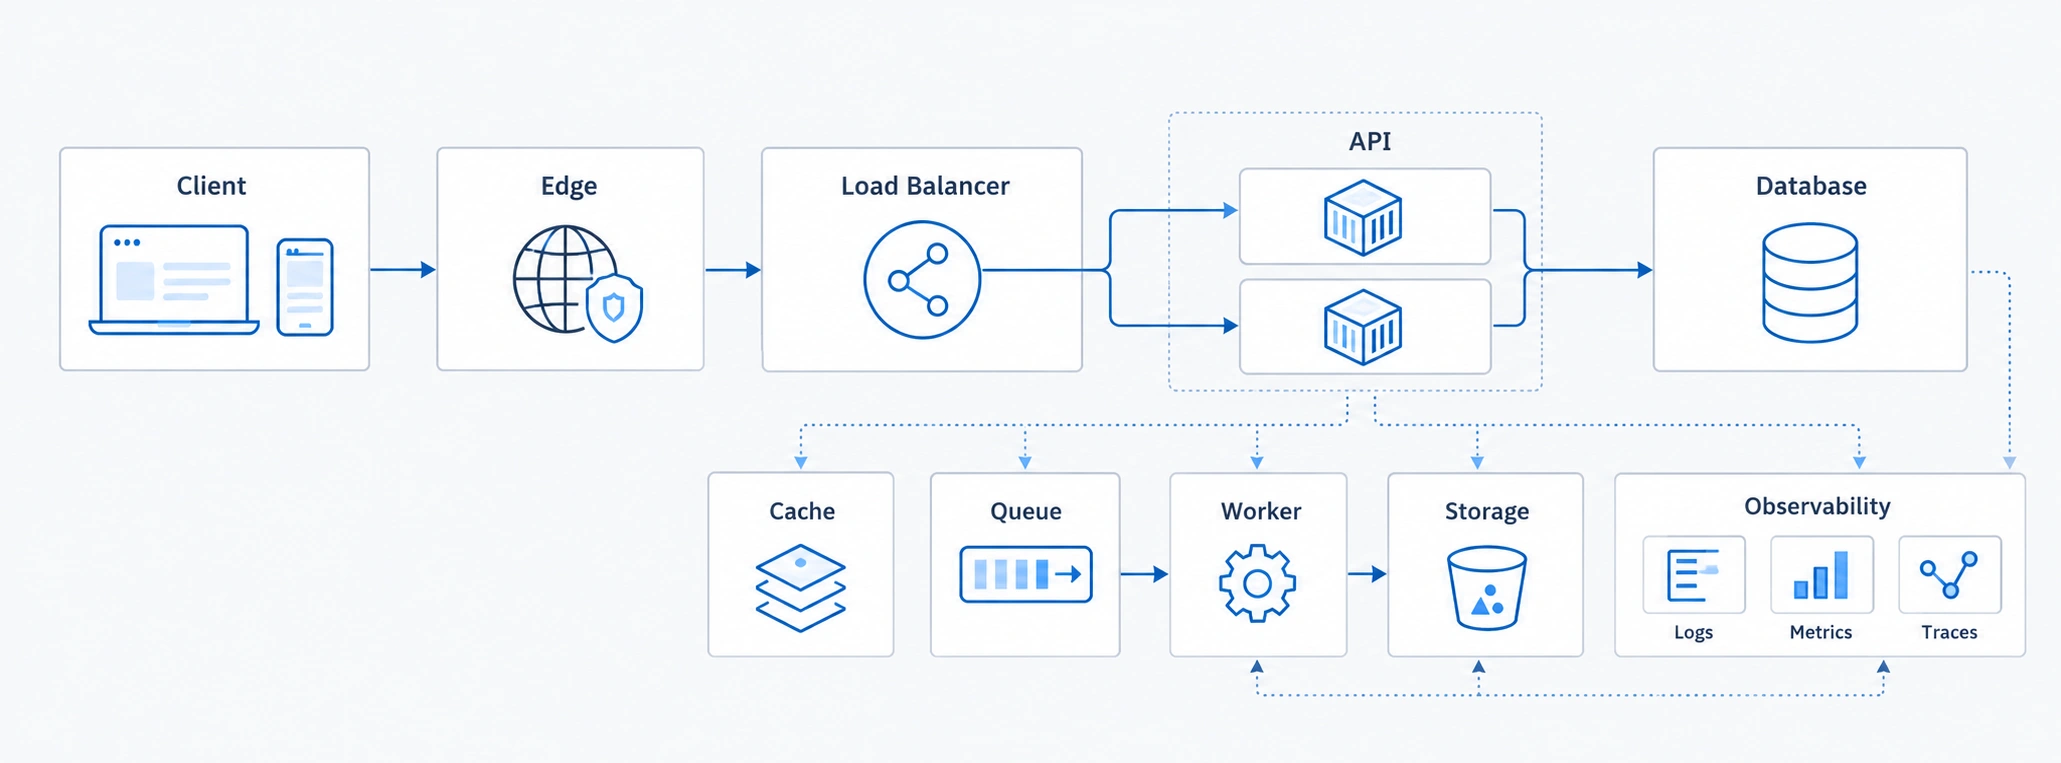 Client
Edge
Load Balancer
API
Database
Cache
Queue
Worker
Storage
Observability
Logs
Metrics
Traces